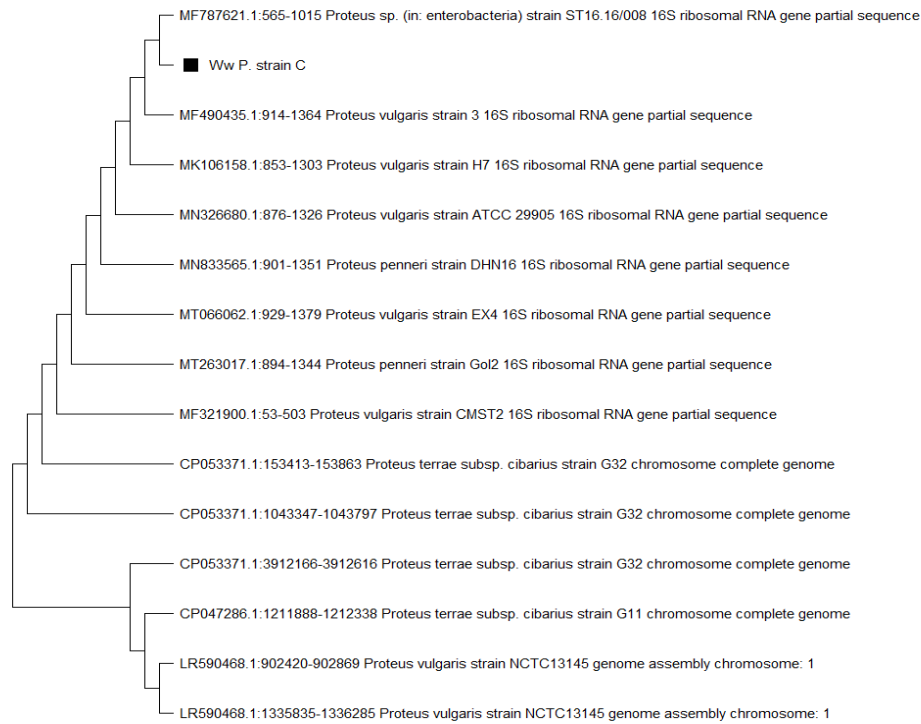 MF787621.1:565-1015 Proteus sp. (in: enterobacteria) strain ST16.16/008 16S ribosomal RNA gene partial sequence
Ww P. strain C
MF490435.1:914-1364 Proteus vulgaris strain 3 16S ribosomal RNA gene partial sequence
MK106158.1:853-1303 Proteus vulgaris strain H7 16S ribosomal RNA gene partial sequence
MN326680.1:876-1326 Proteus vulgaris strain ATCC 29905 16S ribosomal RNA gene partial sequence
MN833565.1:901-1351 Proteus penneri strain DHN16 16S ribosomal RNA gene partial sequence
MT066062.1:929-1379 Proteus vulgaris strain EX4 16S ribosomal RNA gene partial sequence
MT263017.1:894-1344 Proteus penneri strain Gol2 16S ribosomal RNA gene partial sequence
MF321900.1:53-503 Proteus vulgaris strain CMST2 16S ribosomal RNA gene partial sequence
CP053371.1:153413-153863 Proteus terrae subsp. cibarius strain G32 chromosome complete genome
CP053371.1:1043347-1043797 Proteus terrae subsp. cibarius strain G32 chromosome complete genome
CP053371.1:3912166-3912616 Proteus terrae subsp. cibarius strain G32 chromosome complete genome
CP047286.1:1211888-1212338 Proteus terrae subsp. cibarius strain G11 chromosome complete genome
LR590468.1:902420-902869 Proteus vulgaris strain NCTC13145 genome assembly chromosome: 1
LR590468.1:1335835-1336285 Proteus vulgaris strain NCTC13145 genome assembly chromosome: 1